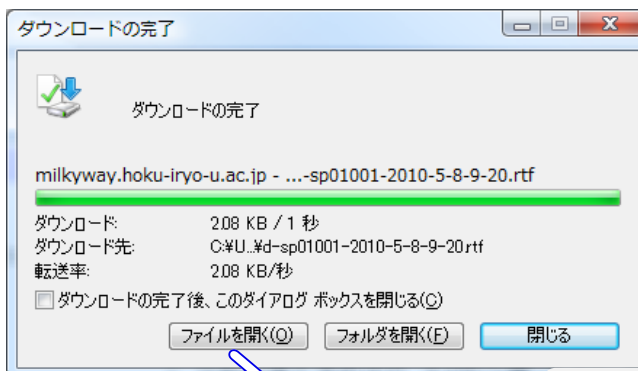 ダウンロードの完了
ダウンロードの完了
milkyway.hoku-iryo-u.ac.jp - ...-sp01001-2010-5-8-9-20.rtf
ダウンロード: 2.08 KB / 1 秒
ダウンロード先: C:¥U...¥d-sp01001-2010-5-8-9-20.rtf
転送率: 2.08 KB/秒
ダウンロードの完了後、このダイアログ ボックスを閉じる(C)
ファイルを開く(O) フォルダを開く(F) 閉じる